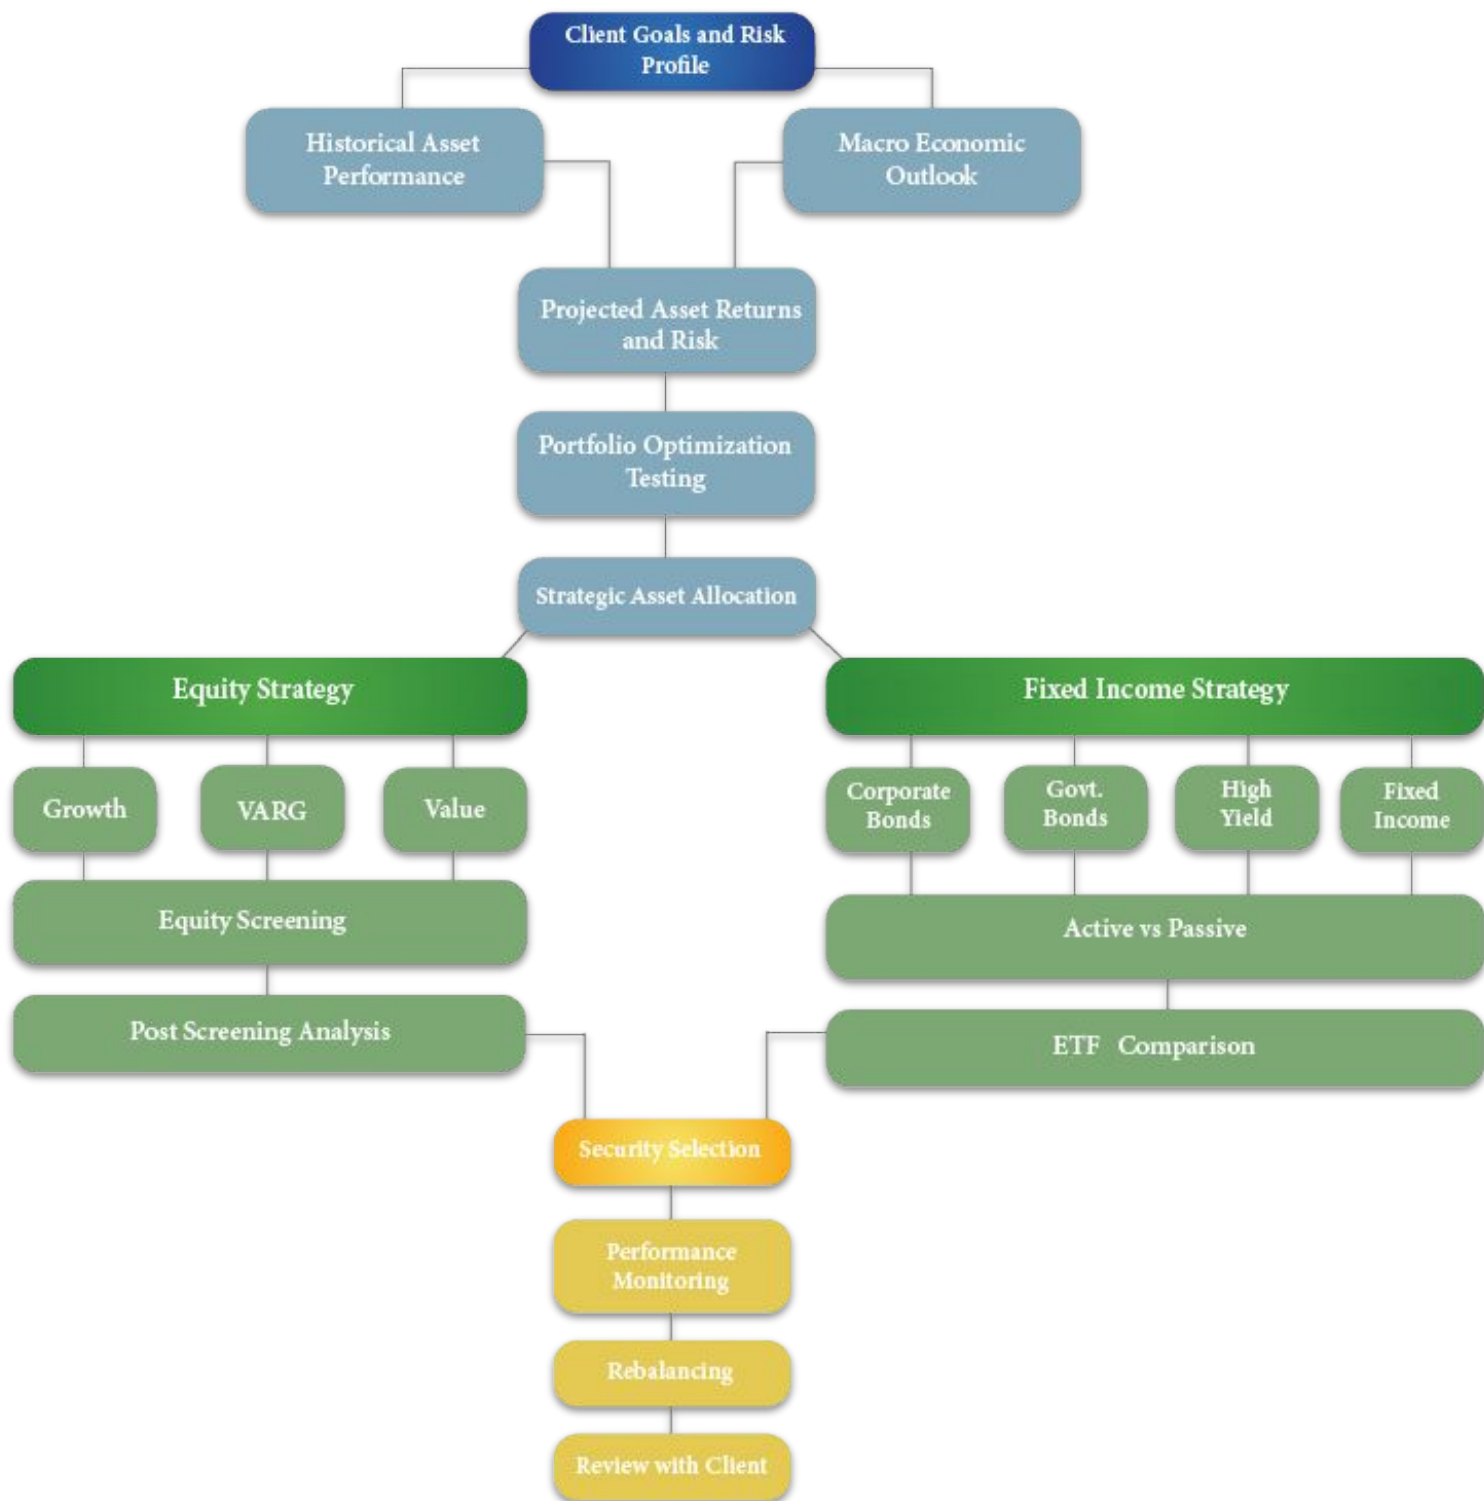 Client Goals and Risk
Profile
Historical Asset
Performance
Macro Economic
Outlook
Projected Asset Returns
and Risk
Portfolio Optimization
Testing
Strategic Asset Allocation
Equity Strategy
Fixed Income Strategy
Growth
VARG
Value
Corporate
Bonds
Govt.
Bonds
High
Yield
Fixed
Income
Equity Screening
Active vs Passive
Post Screening Analysis
ETF Comparison
Security Selection
Performance
Monitoring
Rebalancing
Review with Client